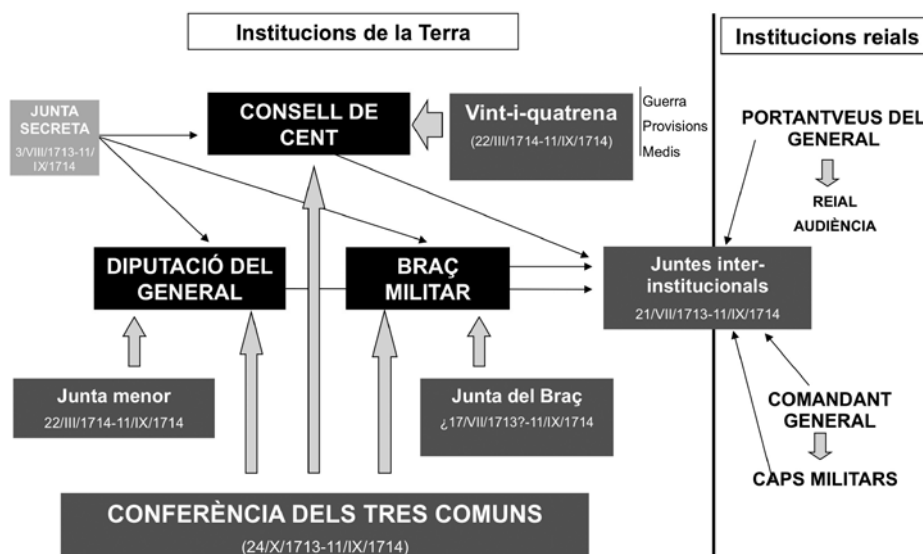 Institucions de la Terra
Institucions reials
JUNTA
SECRETA
3/VIII/1713-11/
IX/1714
CONSELL DE
CENT
Vint-i-quatrena
(22/III/1714-11/IX/1714)
Guerra
Provisions
Medis
PORTANTVEUS DEL
GENERAL
REIAL
AUDIÈNCIA
DIPUTACIÓ DEL
GENERAL
BRAÇ
MILITAR
Juntes inter-
institucionals
21/VII/1713-11/IX/1714
Junta menor
22/III/1714-11/IX/1714
Junta del Braç
¿17/VII/1713?-11/IX/1714
COMANDANT
GENERAL
CAPS MILITARS
CONFERÈNCIA DELS TRES COMUNS
(24/X/1713-11/IX/1714)